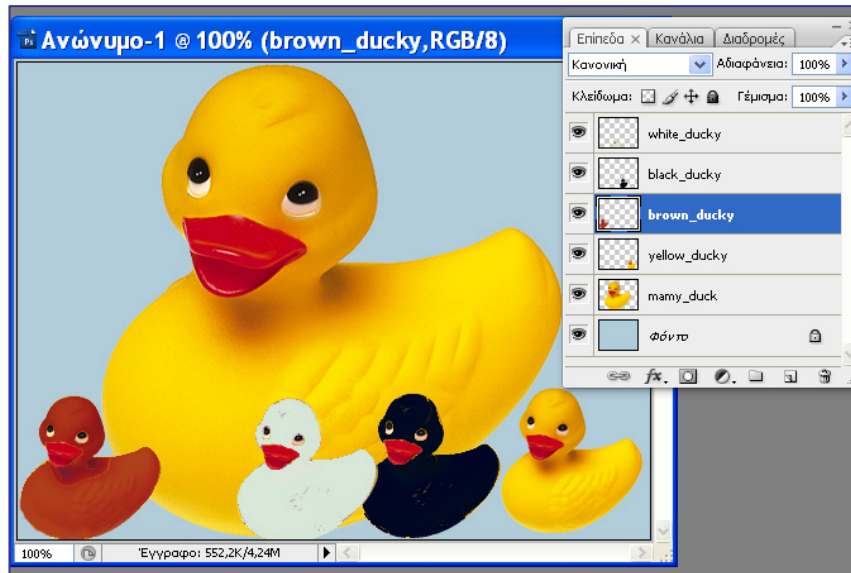 Ανώνυμο-1 @ 100% (brown_ducky,RGB/8)
Επίπεδα × Κανάλια Διαδρομές
Κανονική Αδιαφάνεια: 100%
Κλείδωμα: Γέμισμα: 100%
white_ducky
black_ducky
brown_ducky
yellow_ducky
mamy_duck
Φόντο
100% Έγγραφο: 552,2K/4,24M